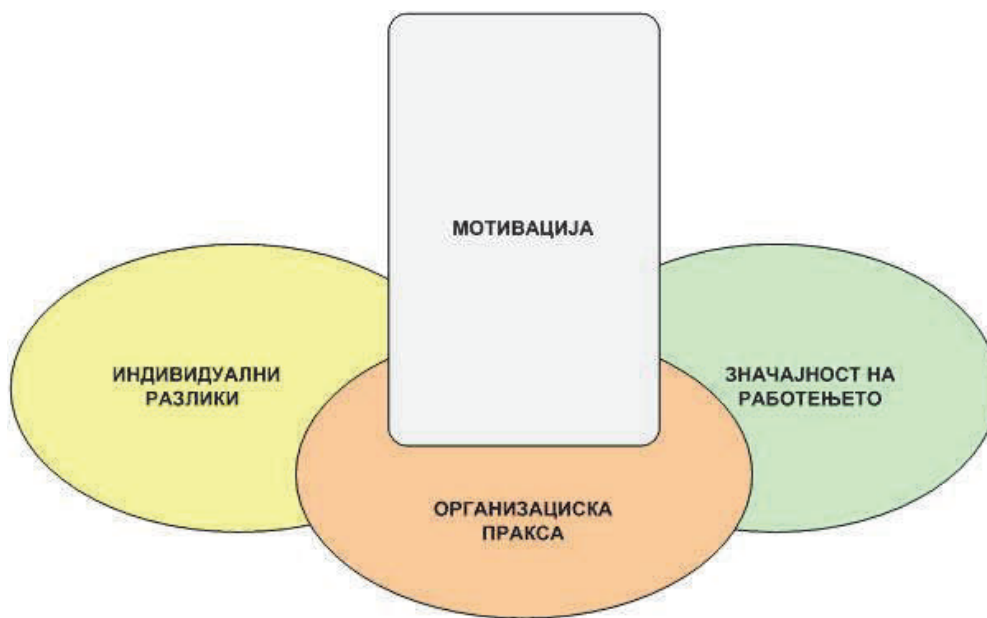 МОТИВАЦИЈА
ИНДИВИДУАЛНИ
РАЗЛИКИ
ЗНАЧАЈНОСТ НА
РАБОТЕЊЕТО
ОРГАНИЗАЦИСКА
ПРАКСА